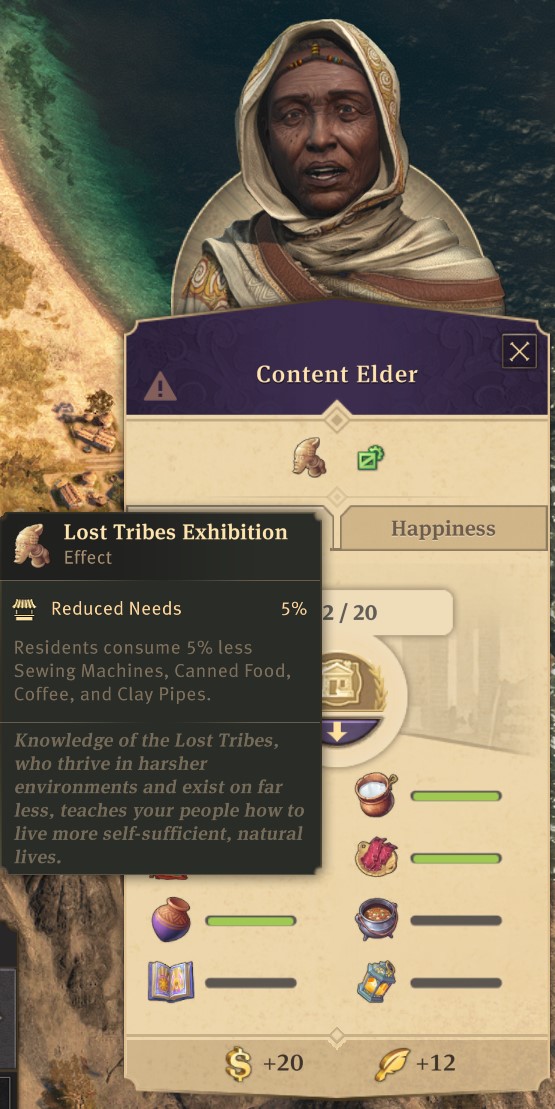 Content Elder
Lost Tribes Exhibition
Effect
Happiness
Reduced Needs 5%
2 / 20
Residents consume 5% less
Sewing Machines, Canned Food,
Coffee, and Clay Pipes.
Knowledge of the Lost Tribes,
who thrive in harsher
environments and exist on far
less, teaches your people how to
live more self-sufficient, natural
lives.
+20
+12